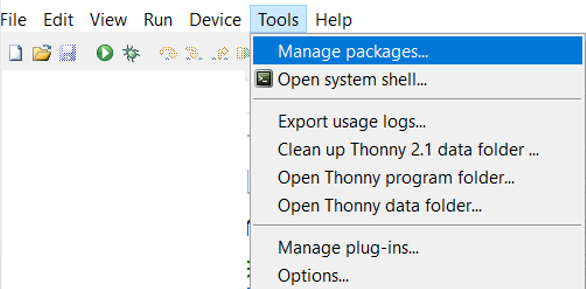 File Edit View Run Device Tools Help
Manage packages...
Open system shell...
Export usage logs...
Clean up Thonny 2.1 data folder ...
Open Thonny program folder...
Open Thonny data folder...
Manage plug-ins...
Options...